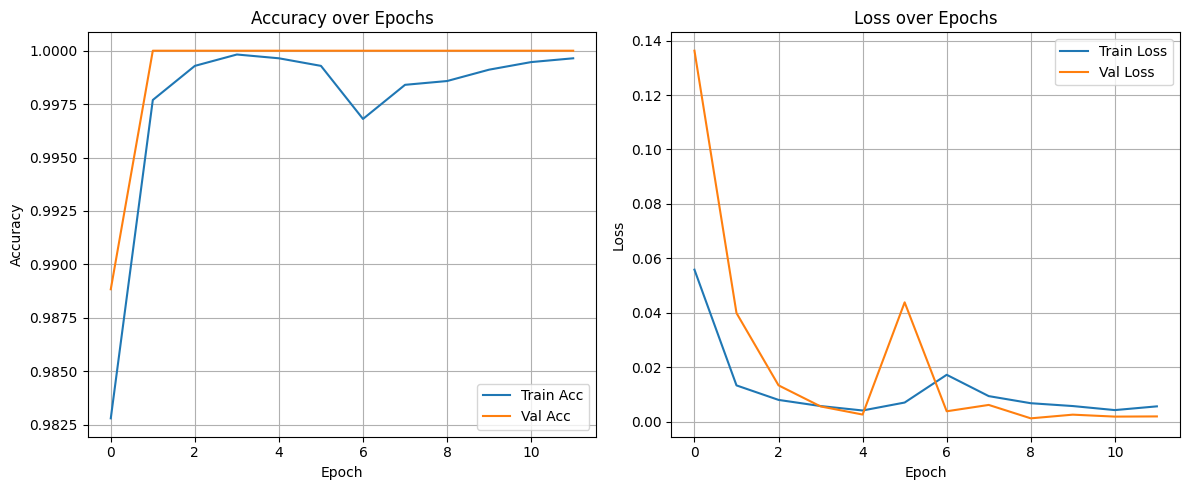 Accuracy over Epochs
1.0000
0.9975
0.9950
0.9925
0.9900
0.9875
0.9850
0.9825
Accuracy
0 2 4 6 8 10
Epoch
Train Acc
Val Acc
Loss over Epochs
0.14
0.12
0.10
0.08
0.06
0.04
0.02
0.00
Loss
0 2 4 6 8 10
Epoch
Train Loss
Val Loss